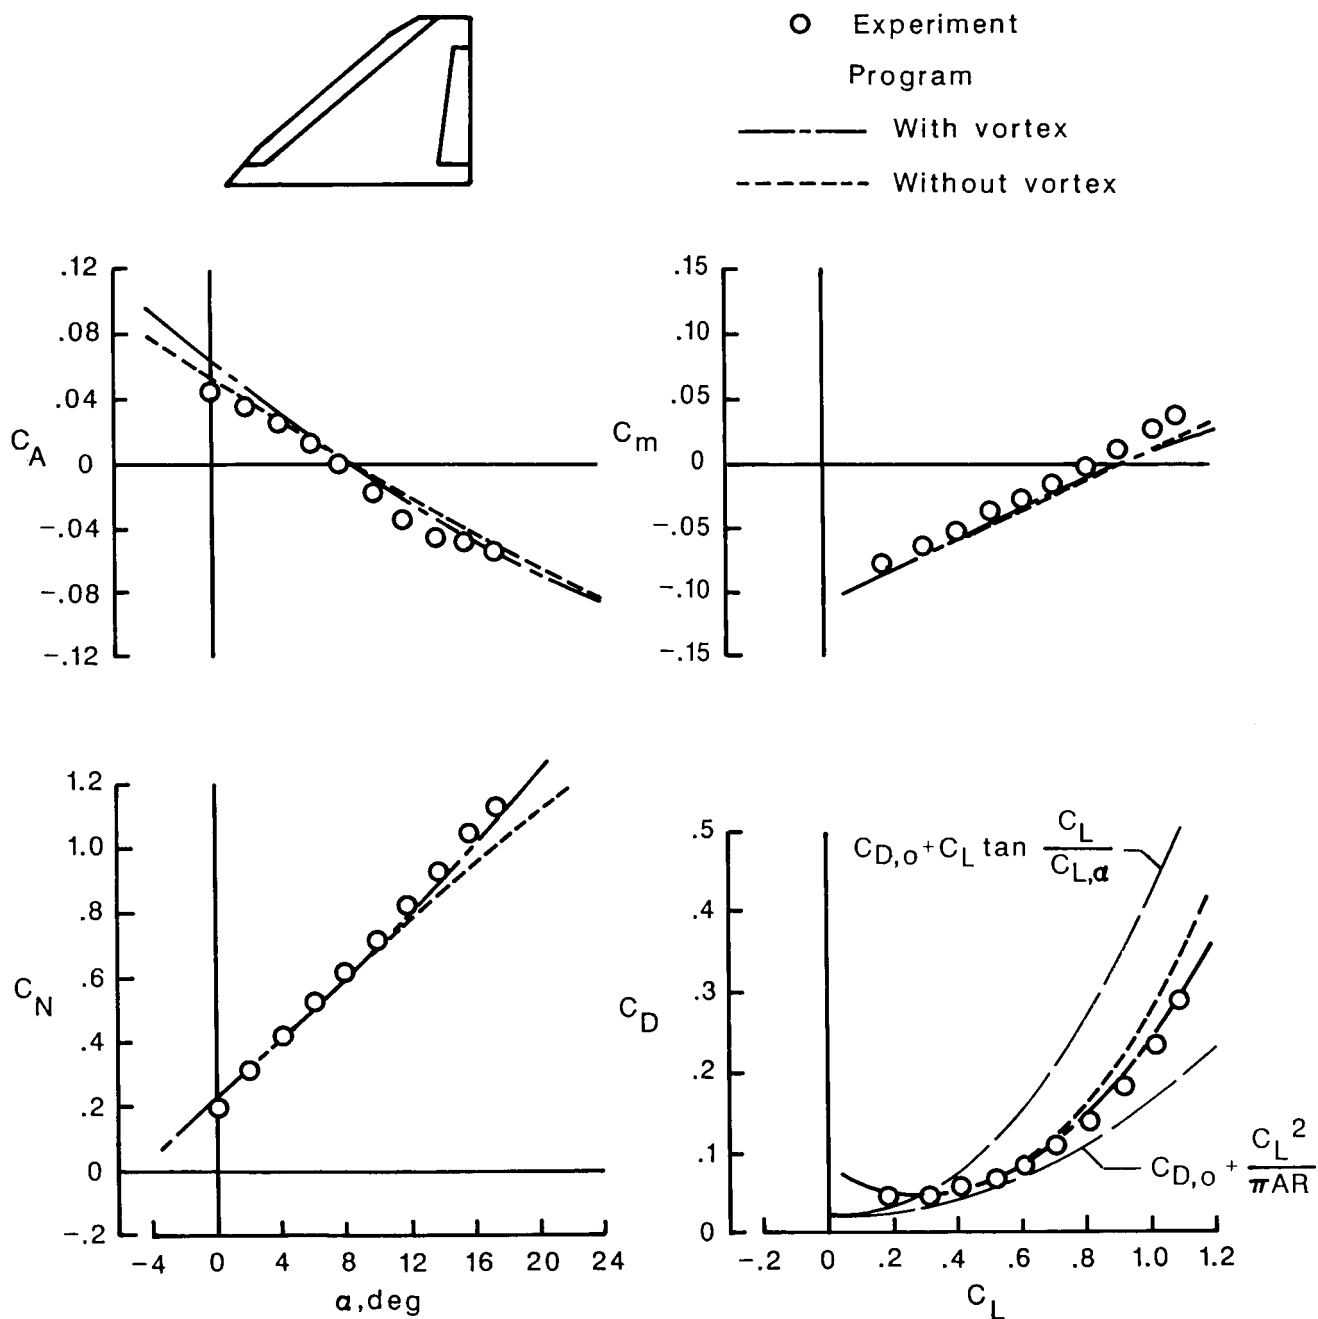 Experiment
Program
With vortex
Without vortex
.12
.08
.04
C_A
0
-.04
-.08
-.12
.15
.10
.05
C_m
0
-.05
-.10
-.15
1.2
1.0
.8
.6
C_N
.4
.2
0
-.2
-4 0 4 8 12 16 20 24
α,deg
.5
.4
.3
C_D
.2
.1
0
-.2 0 .2 .4 .6 .8 1.0 1.2
C_L
C_D,o + C_L tan C_L / C_L,α
C_D,o + C_L² / πAR